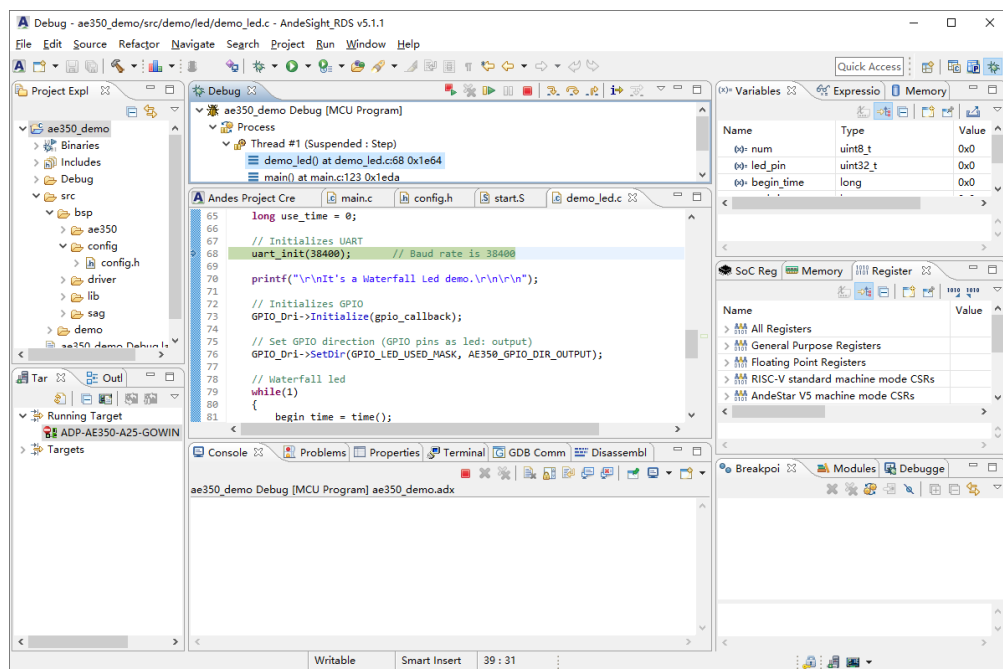 Debug - ae350_demo/src/demo/led/demo_led.c - AndeSight_RDS v5.1.1
File Edit Source Refactor Navigate Search Project Run Window Help
Quick Access
Project Expl
ae350_demo
Binaries
Includes
Debug
src
bsp
ae350
config
config.h
driver
lib
sag
demo
Tar Outl
Running Target
ADP-AE350-A25-GOWIN
Targets
Debug
ae350_demo Debug [MCU Program]
Process
Thread #1 (Suspended : Step)
demo_led() at demo_led.c:68 0x1e64
main() at main.c:123 0x1eda
Andes Project Cre main.c config.h start.S demo_led.c
65 long use_time = 0;
66
67 // Initializes UART
68 uart_init(38400); // Baud rate is 38400
69
70 printf("\r\nIt's a Waterfall Led demo.\r\n\r\n");
71
72 // Initializes GPIO
73 GPIO_Dri->Initialize(gpio_callback);
74
75 // Set GPIO direction (GPIO pins as led: output)
76 GPIO_Dri->SetDir(GPIO_LED_USED_MASK, AE350_GPIO_DIR_OUTPUT);
77
78 // Waterfall led
79 while(1)
80 {
81 begin_time = time();
Console Problems Properties Terminal GDB Comm Disassembl
ae350_demo Debug [MCU Program] ae350_demo.adx
Variables Expressio Memory
Name Type Value
num uint8_t 0x0
led_pin uint32_t 0x0
begin_time long 0x0
SoC Reg Memory Register
Name Value
All Registers
General Purpose Registers
Floating Point Registers
RISC-V standard machine mode CSRs
AndeStar V5 machine mode CSRs
Breakpoi Modules Debugge
Writable Smart Insert 39 : 31